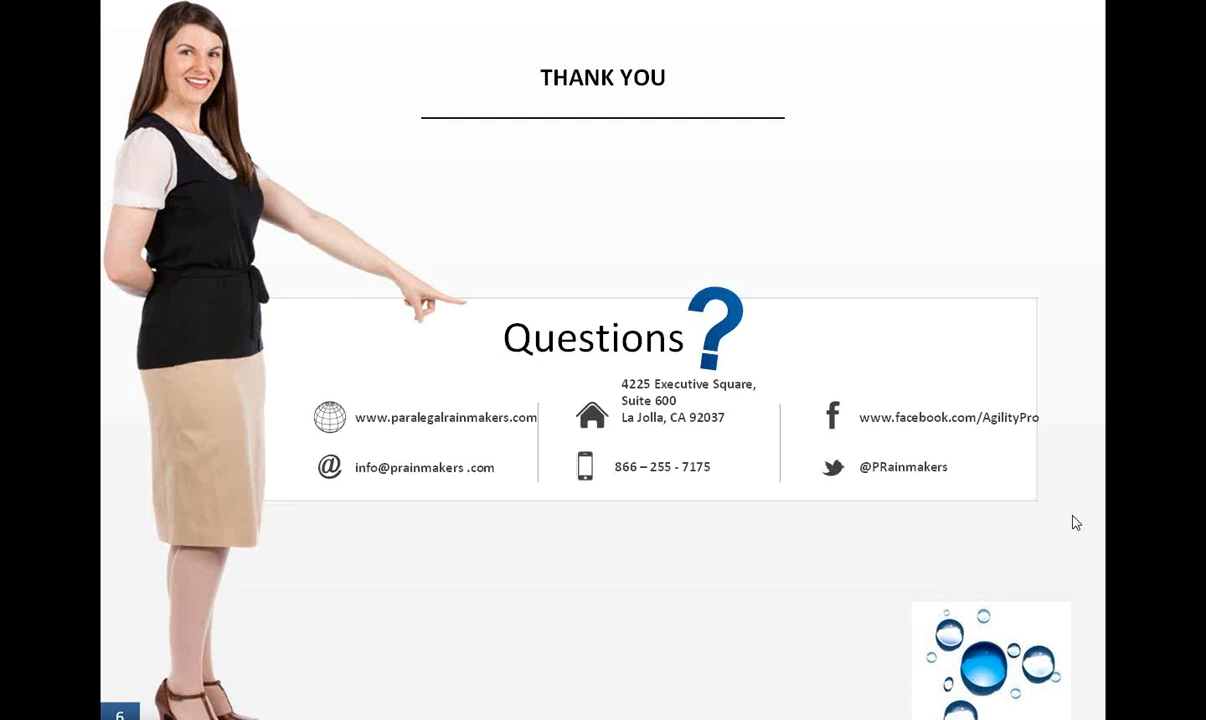 THANK YOU
Questions?
4225 Executive Square,
Suite 600
La Jolla, CA 92037
www.paralegalrainmakers.com
www.facebook.com/AgilityPro
info@prainmakers .com
866 – 255 - 7175
@PRainmakers
6